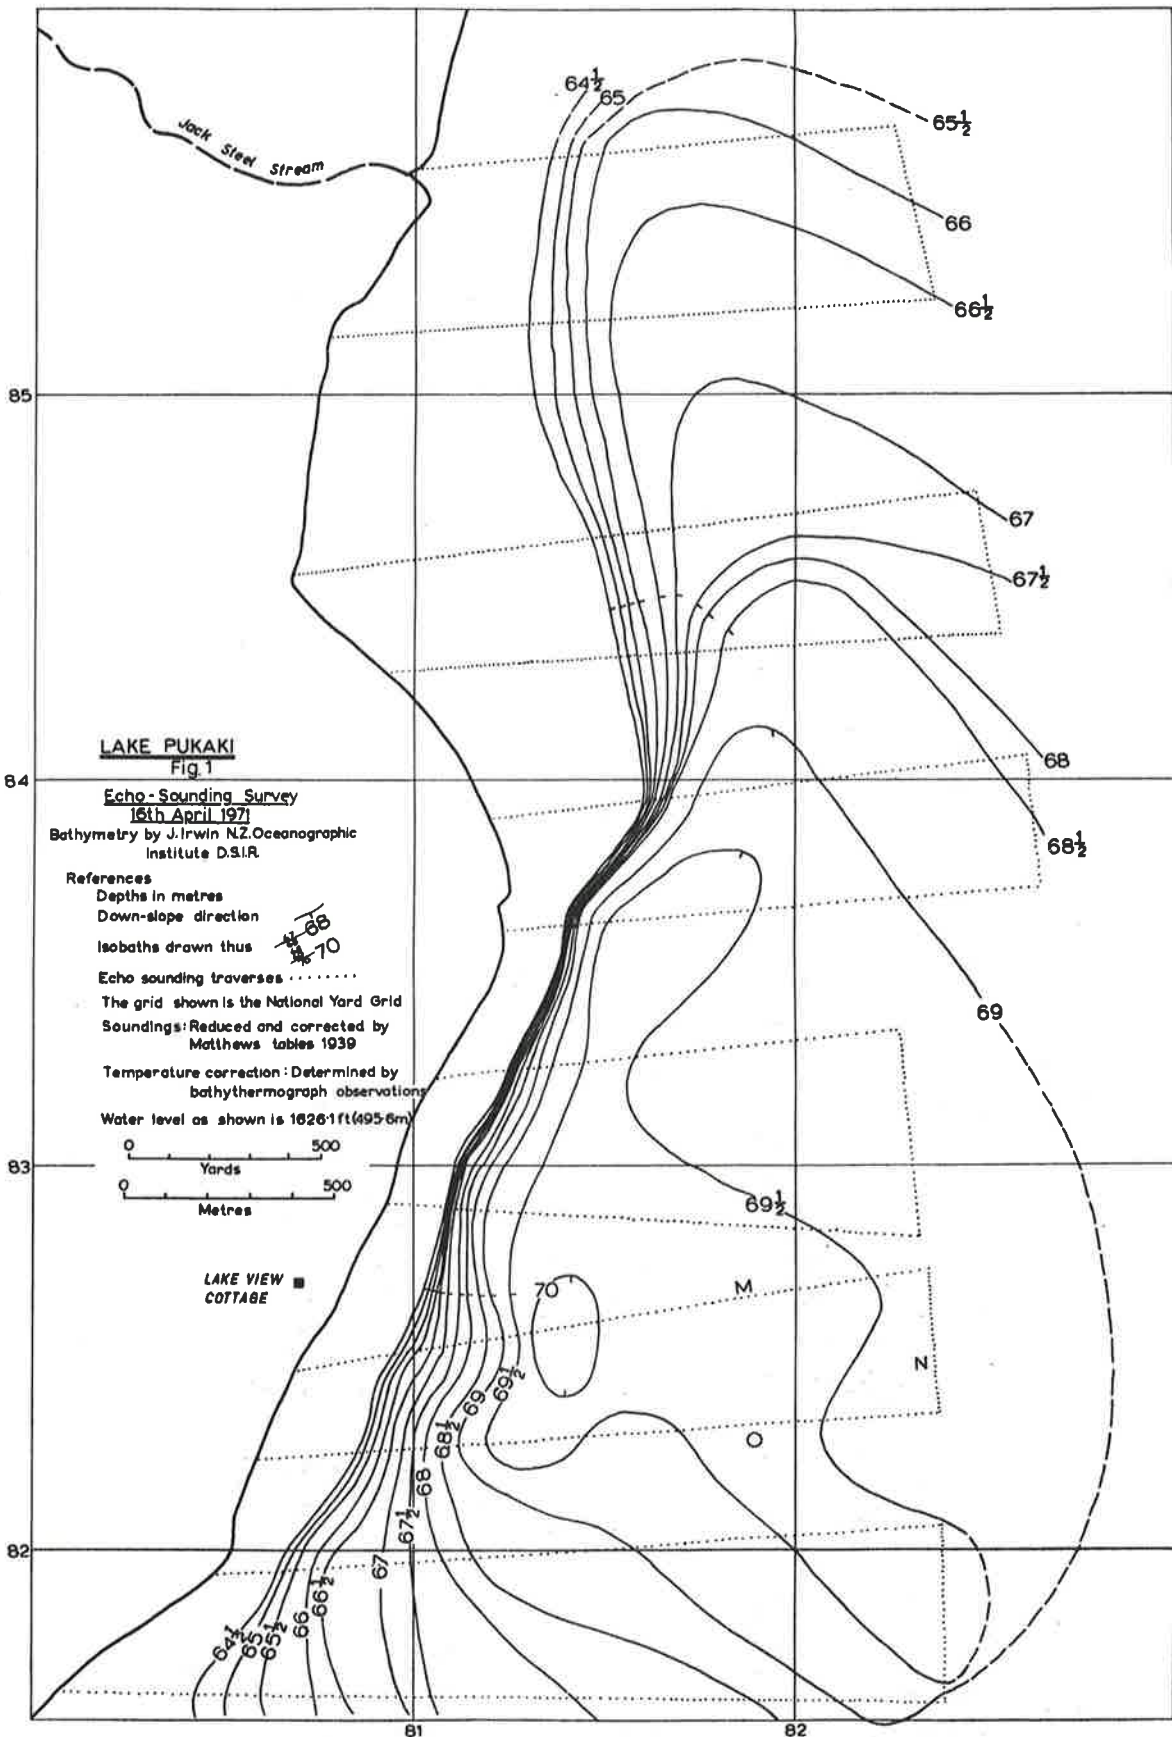 64½
65
65½
Jack Steel Stream
66
66½
85
67
67½
LAKE PUKAKI
Fig.1
84
68
Echo-Sounding Survey
16th April 1971
Bathymetry by J. Irwin N.Z. Oceanographic
Institute D.S.I.R.
68½
References
Depths in metres
Down-slope direction
68
Isobaths drawn thus
70
Echo sounding traverses ........
The grid shown is the National Yard Grid
69
Soundings: Reduced and corrected by
Matthews tables 1939
Temperature correction: Determined by
bathythermograph observations
Water level as shown is 1626·1 ft (495·6m)
0 500
Yards
83
0 500
Metres
69½
LAKE VIEW
COTTAGE
70
M
N
69½
69
68½
O
68
67½
82
67
66½
66
65½
65
64½
81
82